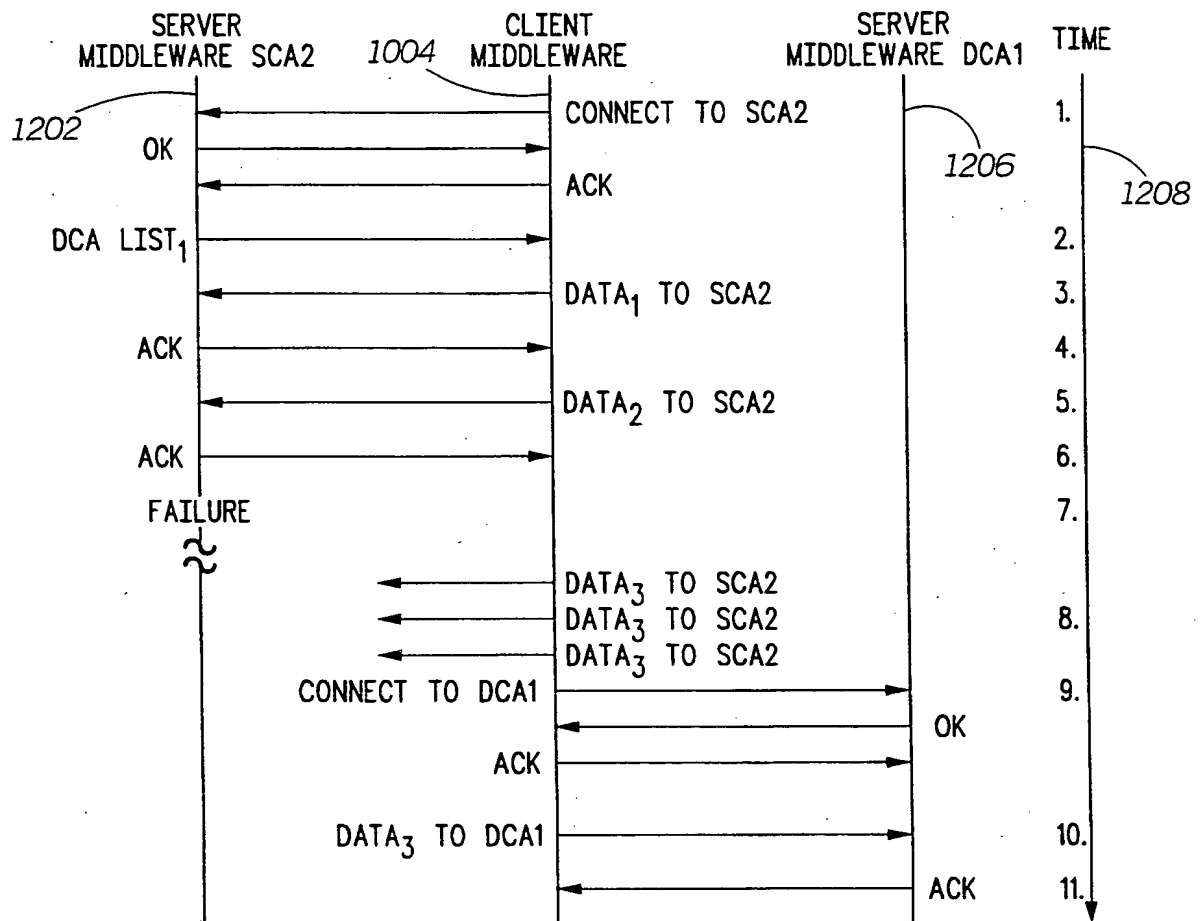 SERVER MIDDLEWARE SCA2
CLIENT MIDDLEWARE
SERVER MIDDLEWARE DCA1
TIME
1004
1202
1206
1208
CONNECT TO SCA2 1.
OK
ACK
DCA LIST₁ 2.
DATA₁ TO SCA2 3.
ACK 4.
DATA₂ TO SCA2 5.
ACK 6.
FAILURE 7.
DATA₃ TO SCA2
DATA₃ TO SCA2 8.
DATA₃ TO SCA2
CONNECT TO DCA1 9.
OK
ACK
DATA₃ TO DCA1 10.
ACK 11.